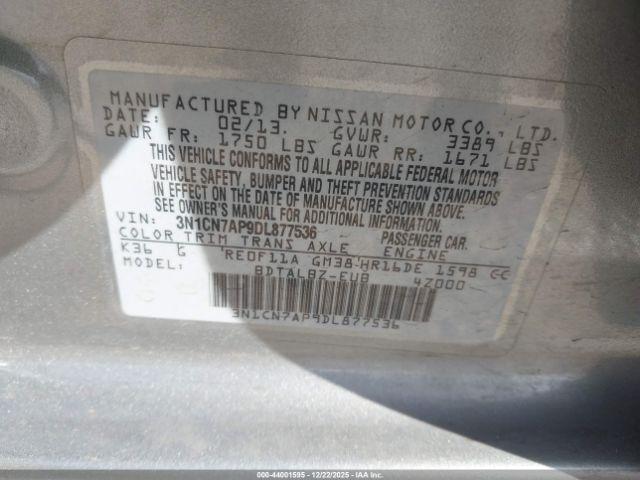 MANUFACTURED BY NISSAN MOTOR CO., LTD.
DATE: 02/13. GVWR: 3389 LBS
GAWR FR: 1750 LBS GAWR RR: 1671 LBS
THIS VEHICLE CONFORMS TO ALL APPLICABLE FEDERAL MOTOR
VEHICLE SAFETY, BUMPER AND THEFT PREVENTION STANDARDS
IN EFFECT ON THE DATE OF MANUFACTURE SHOWN ABOVE.
SEE OWNER'S MANUAL FOR ADDITIONAL INFORMATION.
VIN: 3N1CN7AP9DL877536 PASSENGER CAR.
COLOR TRIM TRANS AXLE ENGINE
K36 G RE0F11A GM38 HR16DE 1598 CC
MODEL: BDTALBZ-EUB 4Z000
3N1CN7AP9DL877536
000-44001595 - 12/22/2025 - © IAA Inc. All Rights Reserved